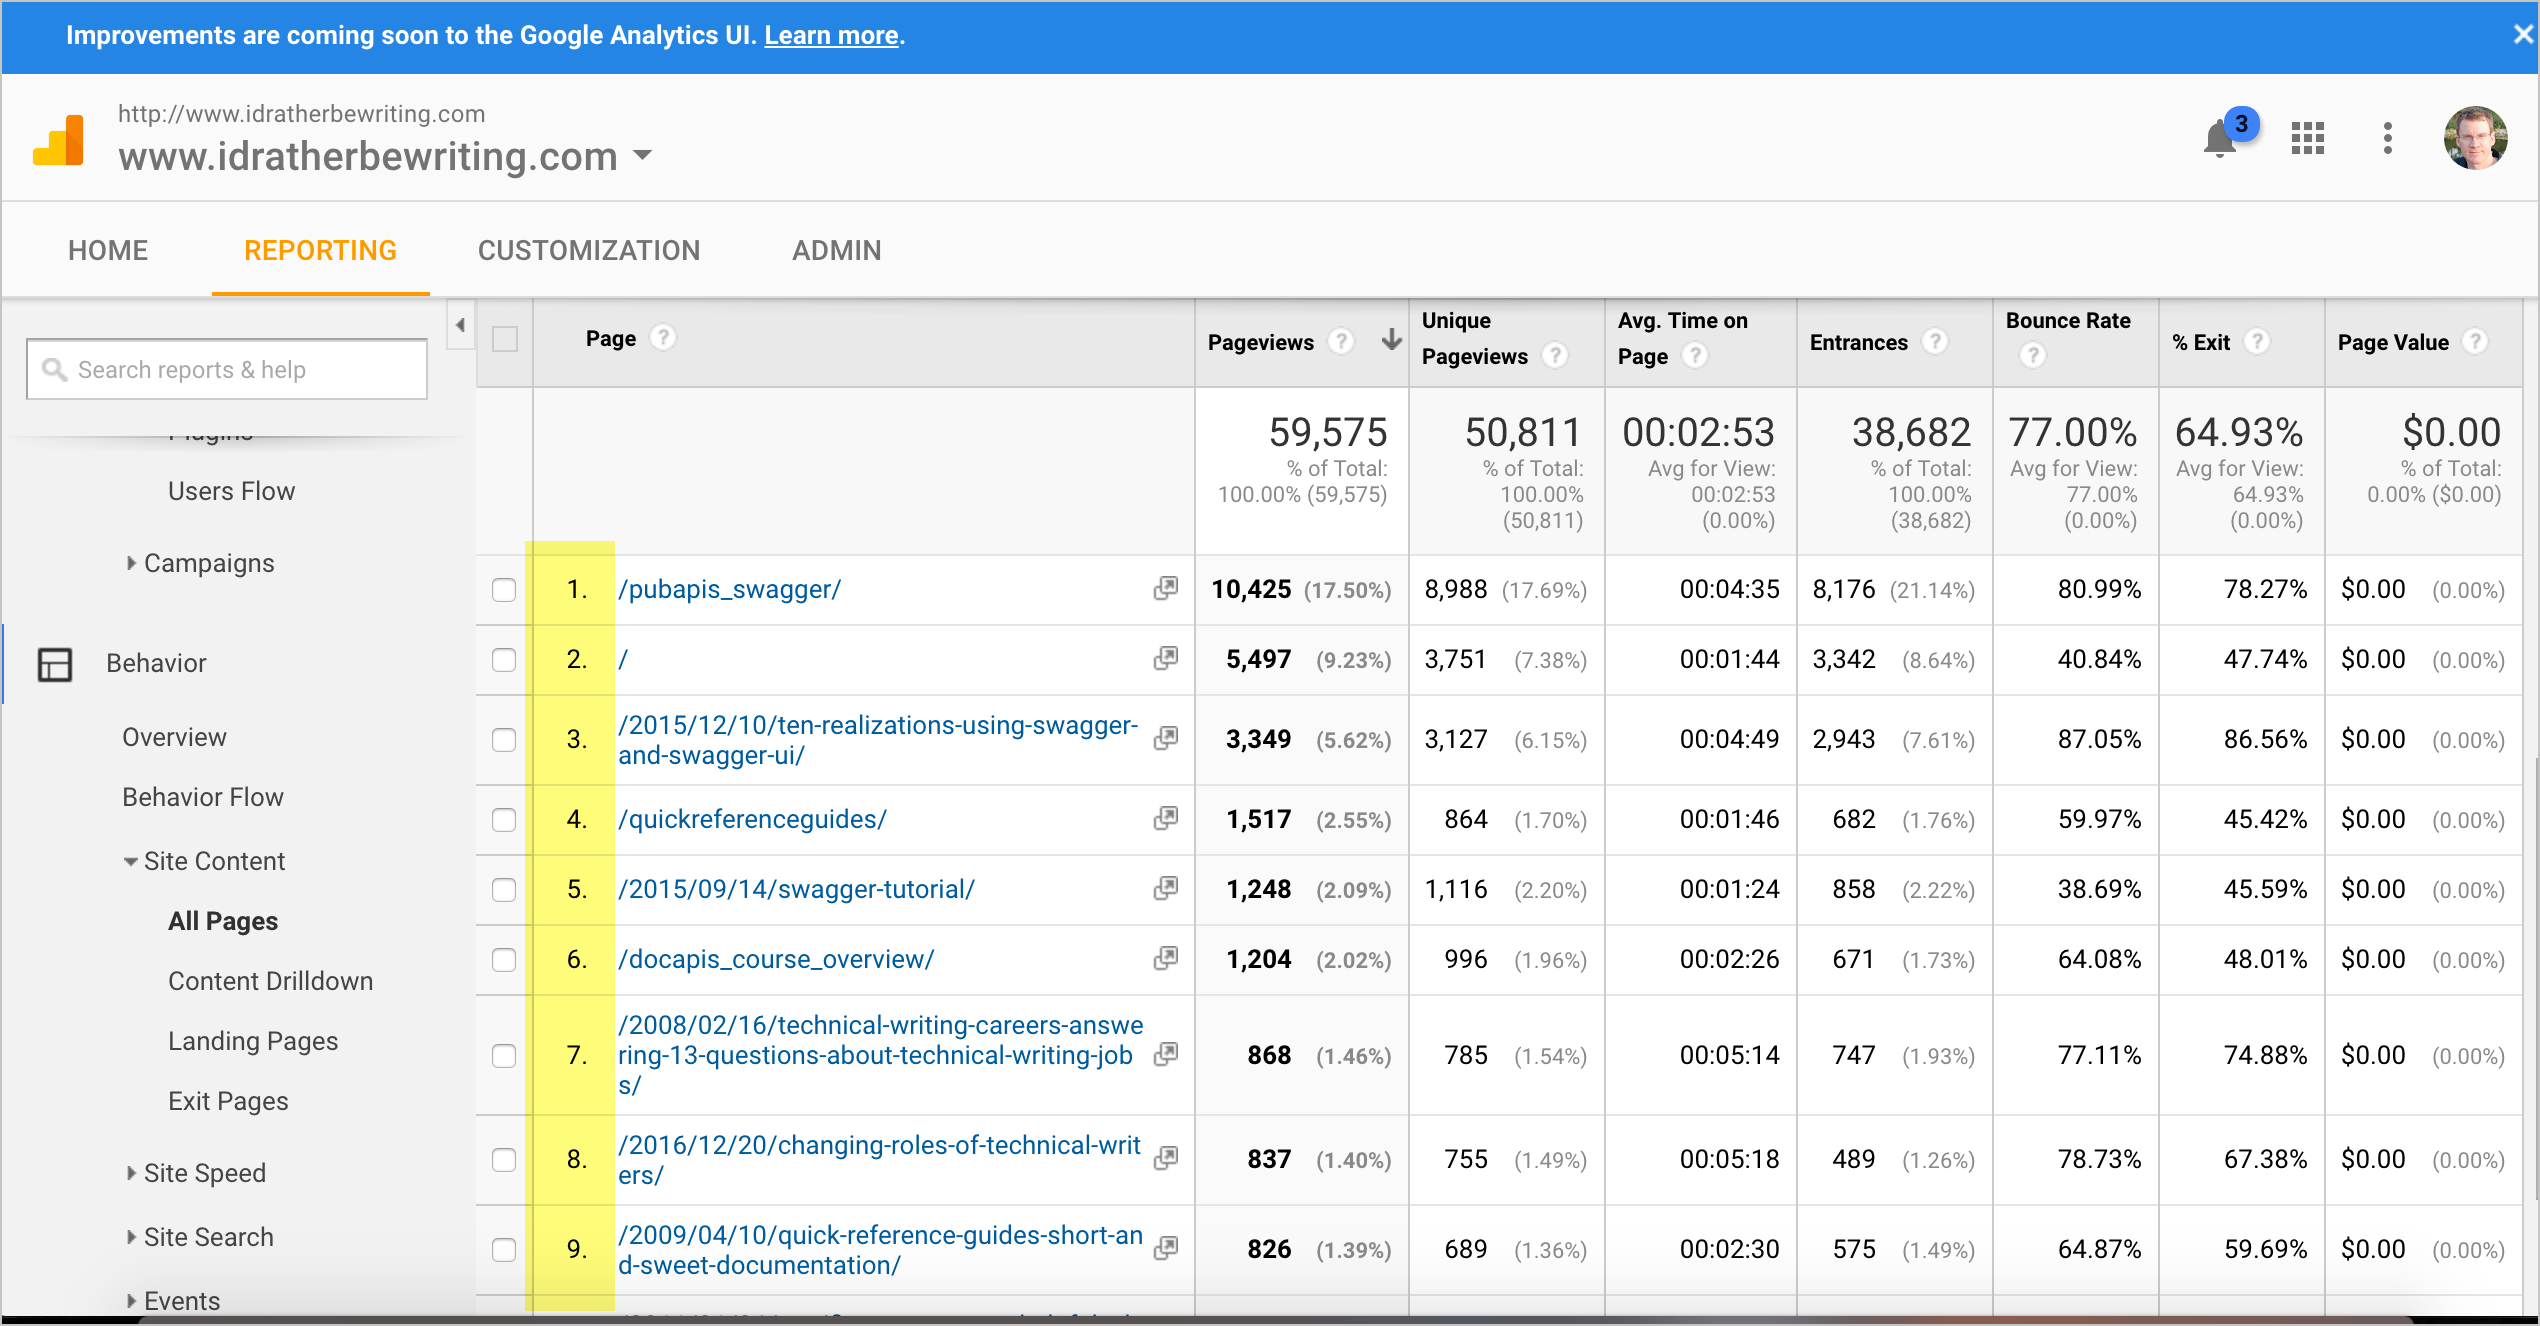 Improvements are coming soon to the Google Analytics UI. Learn more.
http://www.idratherbewriting.com
www.idratherbewriting.com
3
HOME REPORTING CUSTOMIZATION ADMIN
Search reports & help
Plugins
Users Flow
Campaigns
Behavior
Overview
Behavior Flow
Site Content
All Pages
Content Drilldown
Landing Pages
Exit Pages
Site Speed
Site Search
Events
Page ? Pageviews ? Unique Pageviews ? Avg. Time on Page ? Entrances ? Bounce Rate ? % Exit ? Page Value ?
59,575 50,811 00:02:53 38,682 77.00% 64.93% $0.00
% of Total: % of Total: Avg for View: % of Total: Avg for View: Avg for View: % of Total:
100.00% (59,575) 100.00% 00:02:53 100.00% 77.00% 64.93% 0.00% ($0.00)
(50,811) (0.00%) (38,682) (0.00%) (0.00%)
1. /pubapis_swagger/ 10,425 (17.50%) 8,988 (17.69%) 00:04:35 8,176 (21.14%) 80.99% 78.27% $0.00 (0.00%)
2. / 5,497 (9.23%) 3,751 (7.38%) 00:01:44 3,342 (8.64%) 40.84% 47.74% $0.00 (0.00%)
3. /2015/12/10/ten-realizations-using-swagger-
and-swagger-ui/ 3,349 (5.62%) 3,127 (6.15%) 00:04:49 2,943 (7.61%) 87.05% 86.56% $0.00 (0.00%)
4. /quickreferenceguides/ 1,517 (2.55%) 864 (1.70%) 00:01:46 682 (1.76%) 59.97% 45.42% $0.00 (0.00%)
5. /2015/09/14/swagger-tutorial/ 1,248 (2.09%) 1,116 (2.20%) 00:01:24 858 (2.22%) 38.69% 45.59% $0.00 (0.00%)
6. /docapis_course_overview/ 1,204 (2.02%) 996 (1.96%) 00:02:26 671 (1.73%) 64.08% 48.01% $0.00 (0.00%)
/2008/02/16/technical-writing-careers-answe
7. ring-13-questions-about-technical-writing-job 868 (1.46%) 785 (1.54%) 00:05:14 747 (1.93%) 77.11% 74.88% $0.00 (0.00%)
s/
8. /2016/12/20/changing-roles-of-technical-writ
ers/ 837 (1.40%) 755 (1.49%) 00:05:18 489 (1.26%) 78.73% 67.38% $0.00 (0.00%)
9. /2009/04/10/quick-reference-guides-short-an
d-sweet-documentation/ 826 (1.39%) 689 (1.36%) 00:02:30 575 (1.49%) 64.87% 59.69% $0.00 (0.00%)